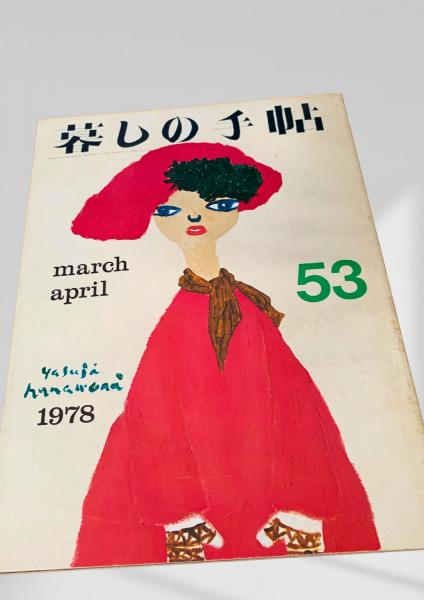 暮しの手帖
march
april
53
yasuji
hanamori
1978